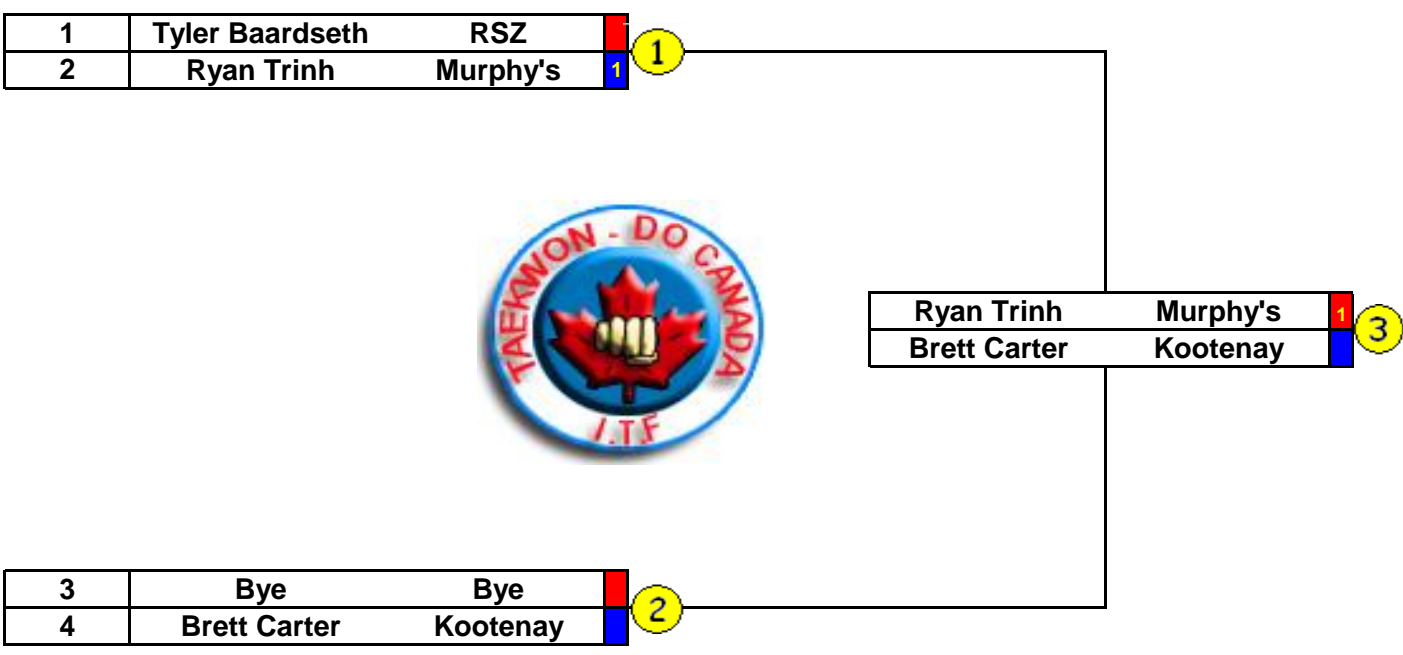 1 Tyler Baardseth RSZ
1
2 Ryan Trinh Murphy's 1
TAEKWON - DO CANADA
I.T.F
Ryan Trinh Murphy's 1
3
Brett Carter Kootenay
3 Bye Bye
2
4 Brett Carter Kootenay